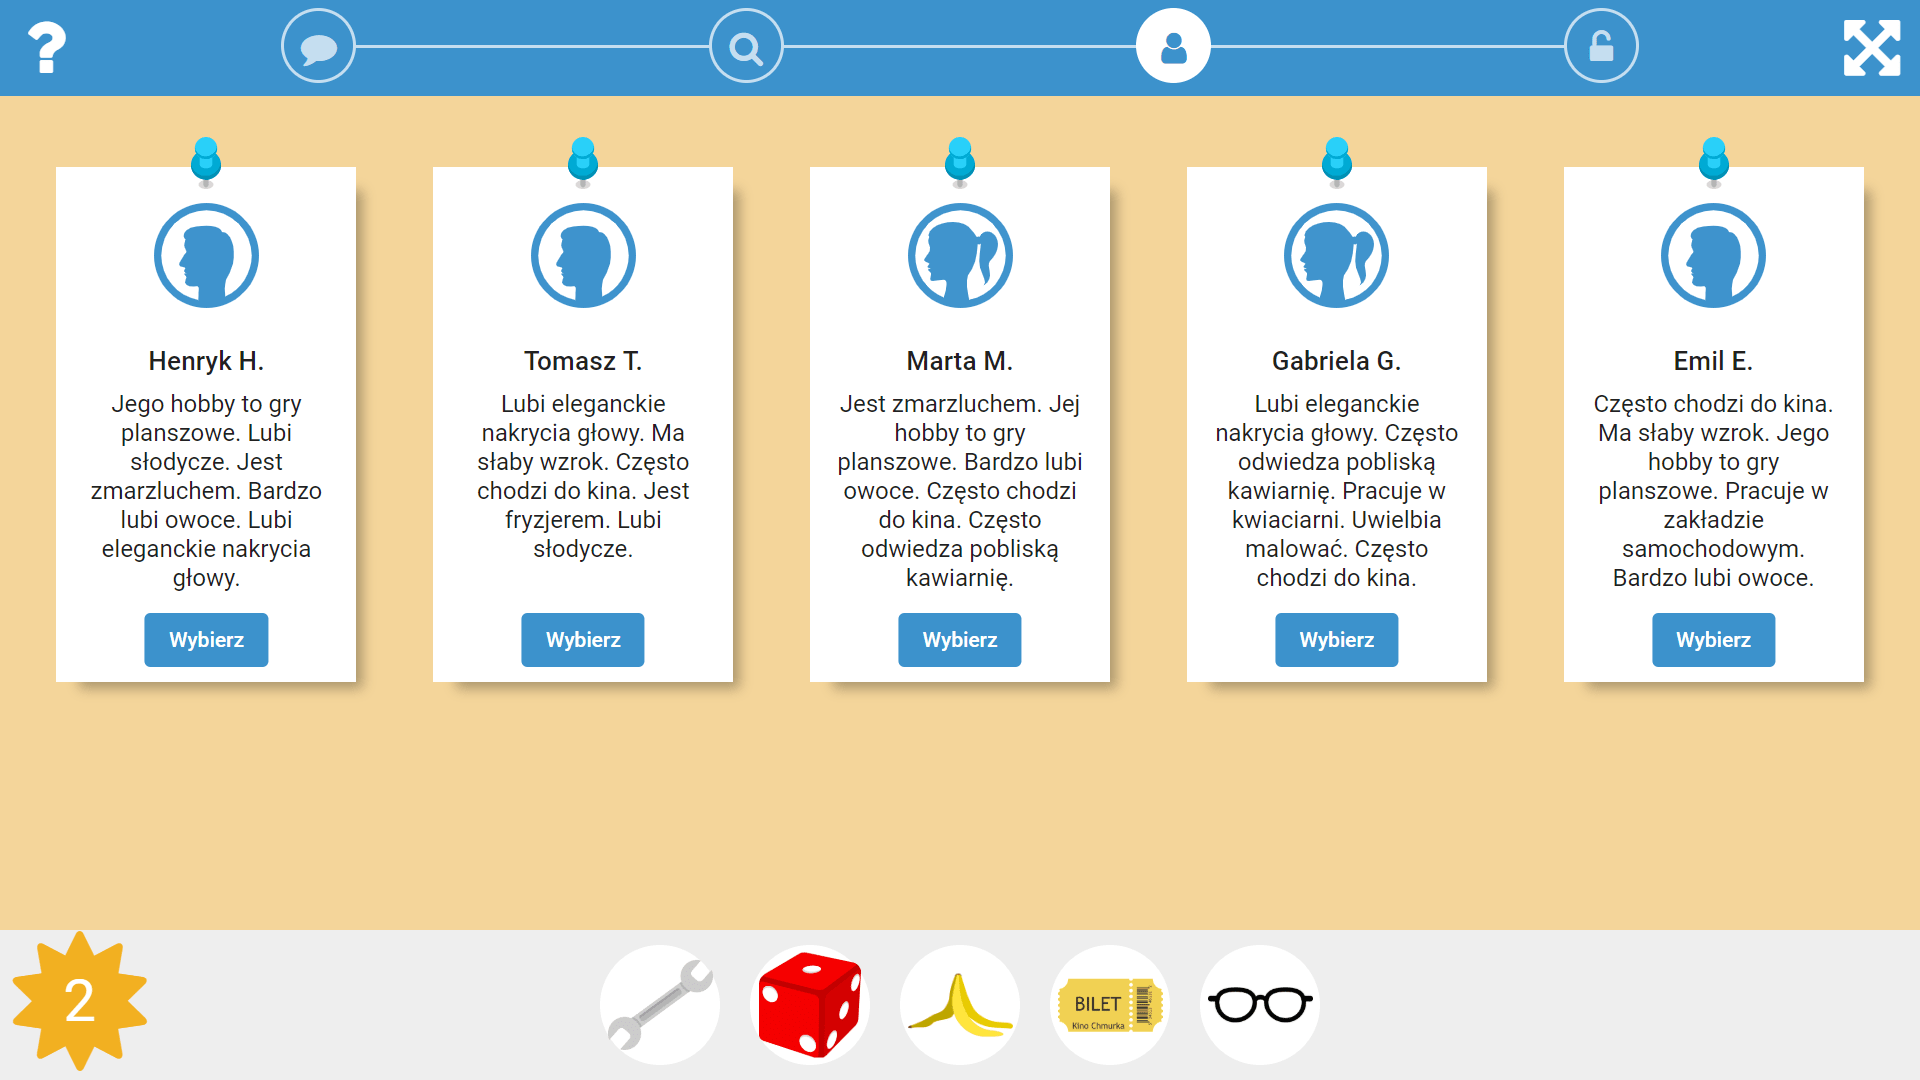 Henryk H.
Jego hobby to gry
planszowe. Lubi
słodycze. Jest
zmarzluchem. Bardzo
lubi owoce. Lubi
eleganckie nakrycia
głowy.
Wybierz
Tomasz T.
Lubi eleganckie
nakrycia głowy. Ma
słaby wzrok. Często
chodzi do kina. Jest
fryzjerem. Lubi
słodycze.
Wybierz
Marta M.
Jest zmarzluchem. Jej
hobby to gry
planszowe. Bardzo lubi
owoce. Często chodzi
do kina. Często
odwiedza pobliską
kawiarnię.
Wybierz
Gabriela G.
Lubi eleganckie
nakrycia głowy. Często
odwiedza pobliską
kawiarnię. Pracuje w
kwiaciarni. Uwielbia
malować. Często
chodzi do kina.
Wybierz
Emil E.
Często chodzi do kina.
Ma słaby wzrok. Jego
hobby to gry
planszowe. Pracuje w
zakładzie
samochodowym.
Bardzo lubi owoce.
Wybierz
2
BILET
Kino Chmurka